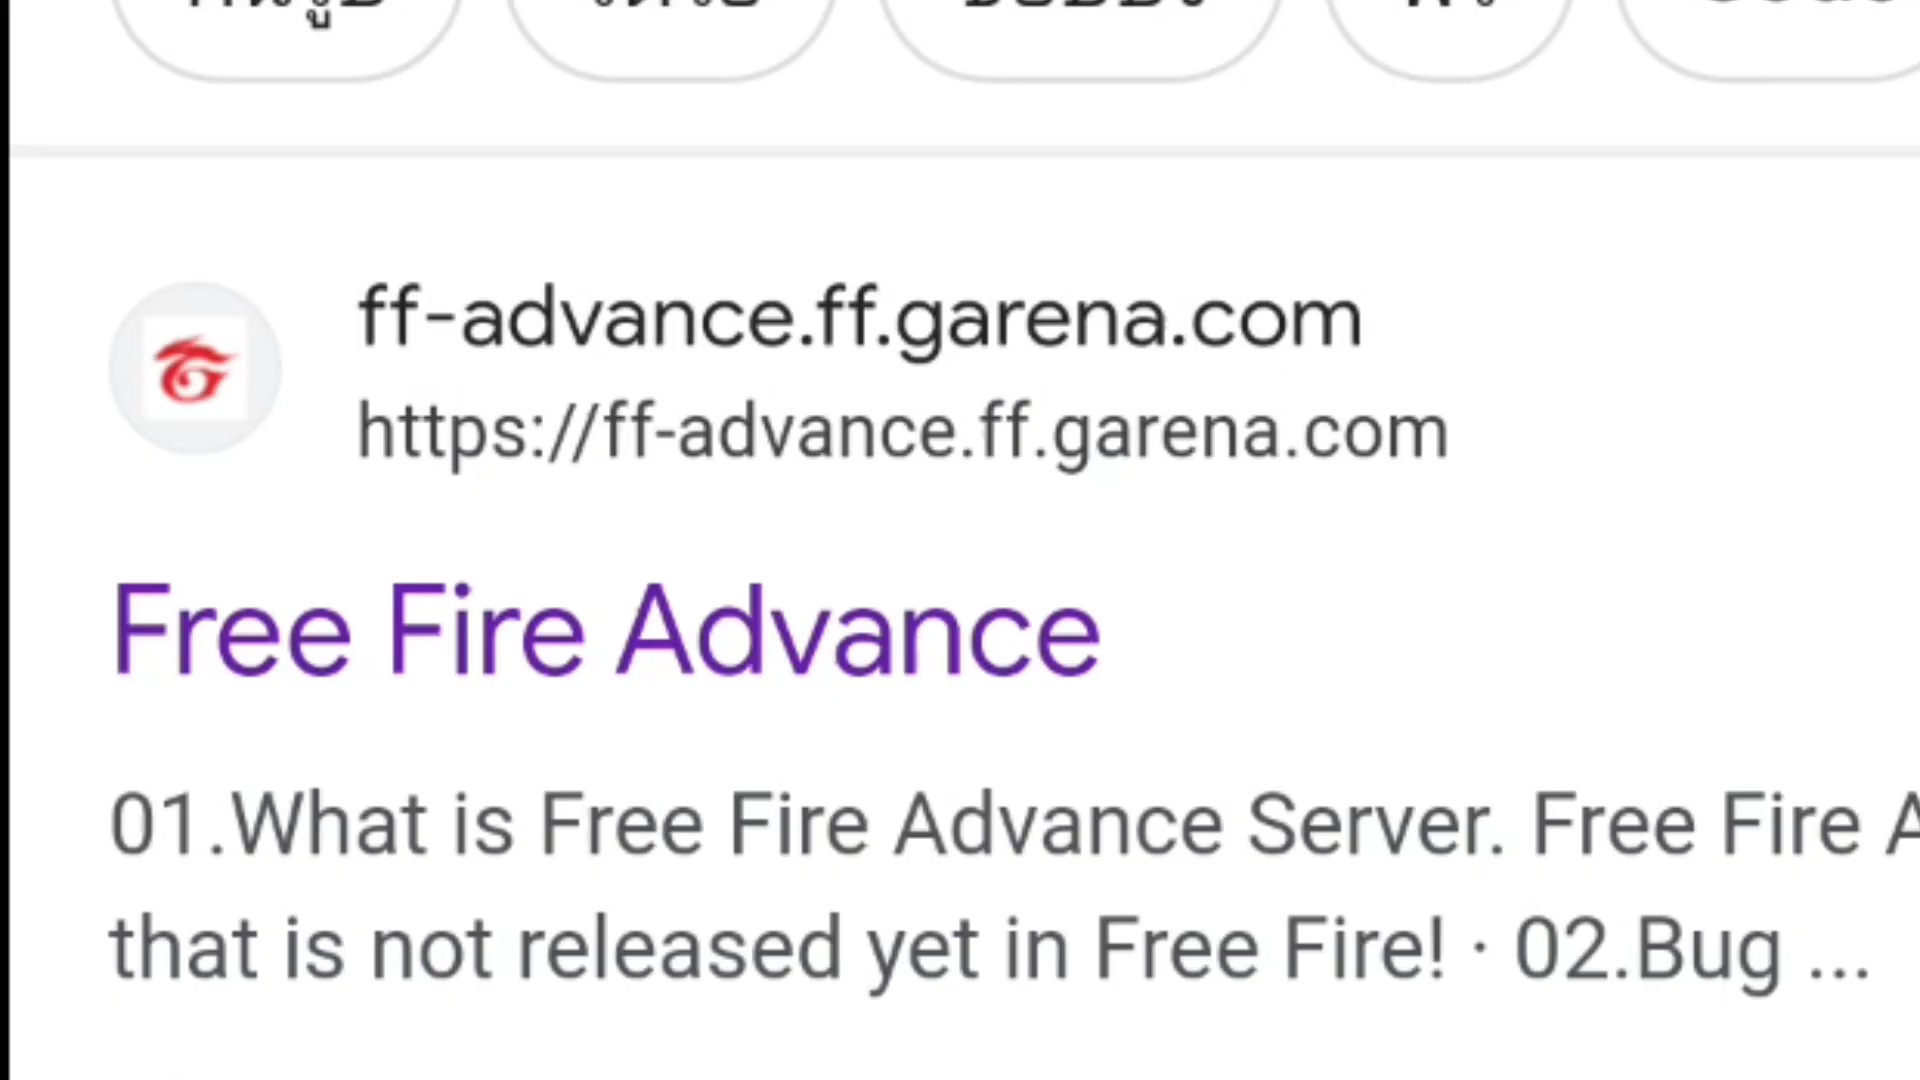 ff-advance.ff.garena.com
https://ff-advance.ff.garena.com
Free Fire Advance
01.What is Free Fire Advance Server. Free Fire A
that is not released yet in Free Fire! · 02.Bug ...